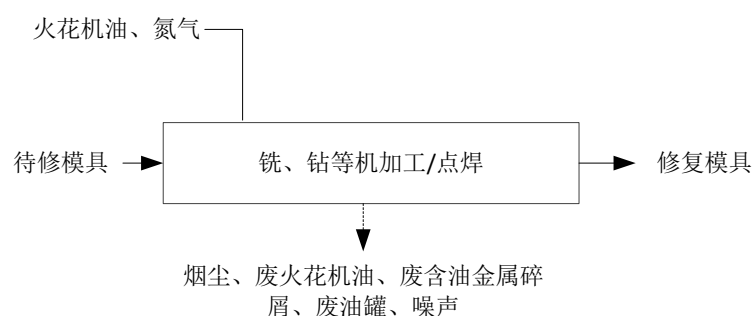 火花机油、氮气
待修模具
铣、钻等机加工/点焊
修复模具
烟尘、废火花机油、废含油金属碎
屑、废油罐、噪声